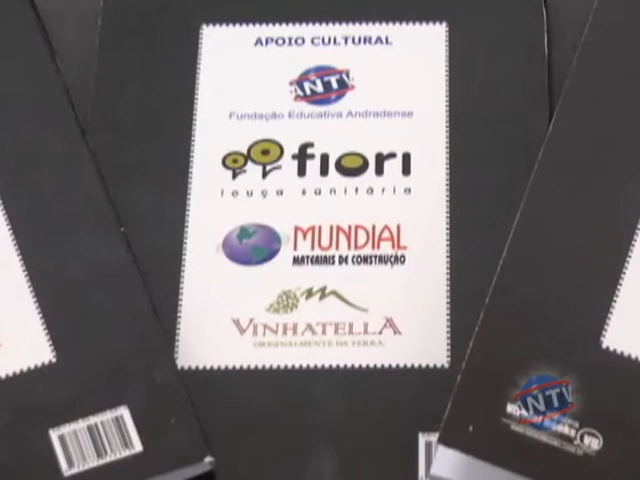 APOIO CULTURAL
ANTV
Fundação Educativa Andradense
fiori
louça sanitária
MUNDIAL
MATERIAIS DE CONSTRUÇÃO
VINHATELLA
ORIGINALMENTE DA TERRA.
ANTV